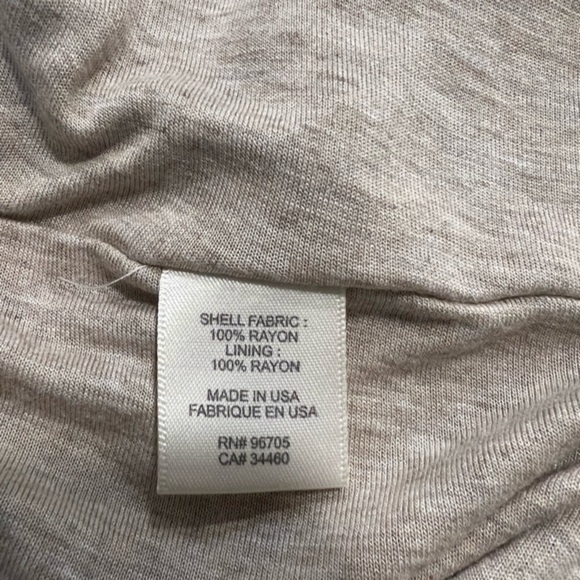 SHELL FABRIC :
100% RAYON
LINING :
100% RAYON
MADE IN USA
FABRIQUE EN USA
RN# 96705
CA# 34460